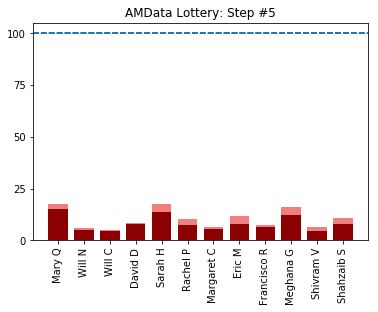 AMData Lottery: Step #5
100
75
50
25
0
Mary Q
Will N
Will C
David D
Sarah H
Rachel P
Margaret C
Eric M
Francisco R
Meghana G
Shivram V
Shahzaib S